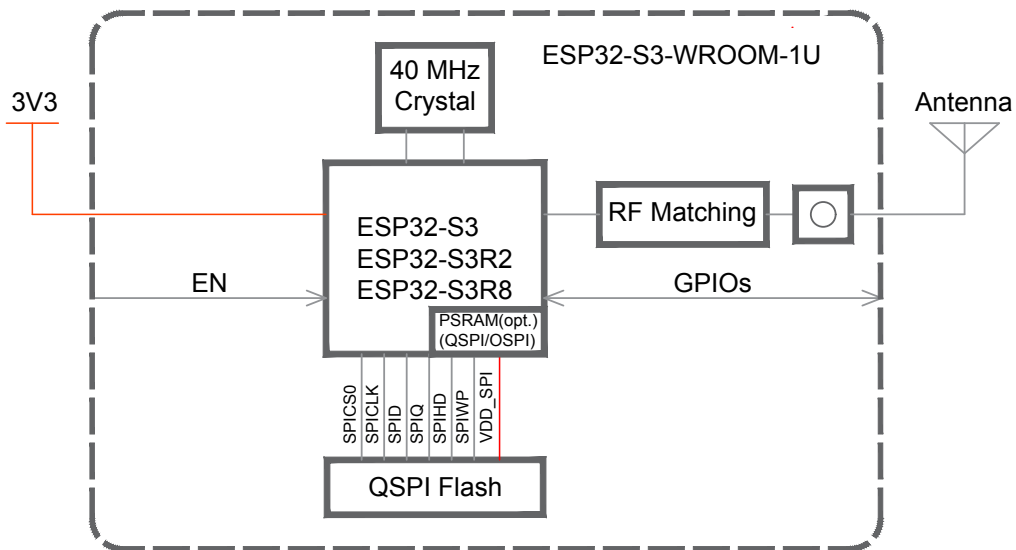 ESP32-S3-WROOM-1U
40 MHz
Crystal
3V3
Antenna
RF Matching
ESP32-S3
ESP32-S3R2
ESP32-S3R8
EN
GPIOs
PSRAM(opt.)
(QSPI/OSPI)
SPICS0
SPICLK
SPID
SPIQ
SPIHD
SPIWP
VDD_SPI
QSPI Flash